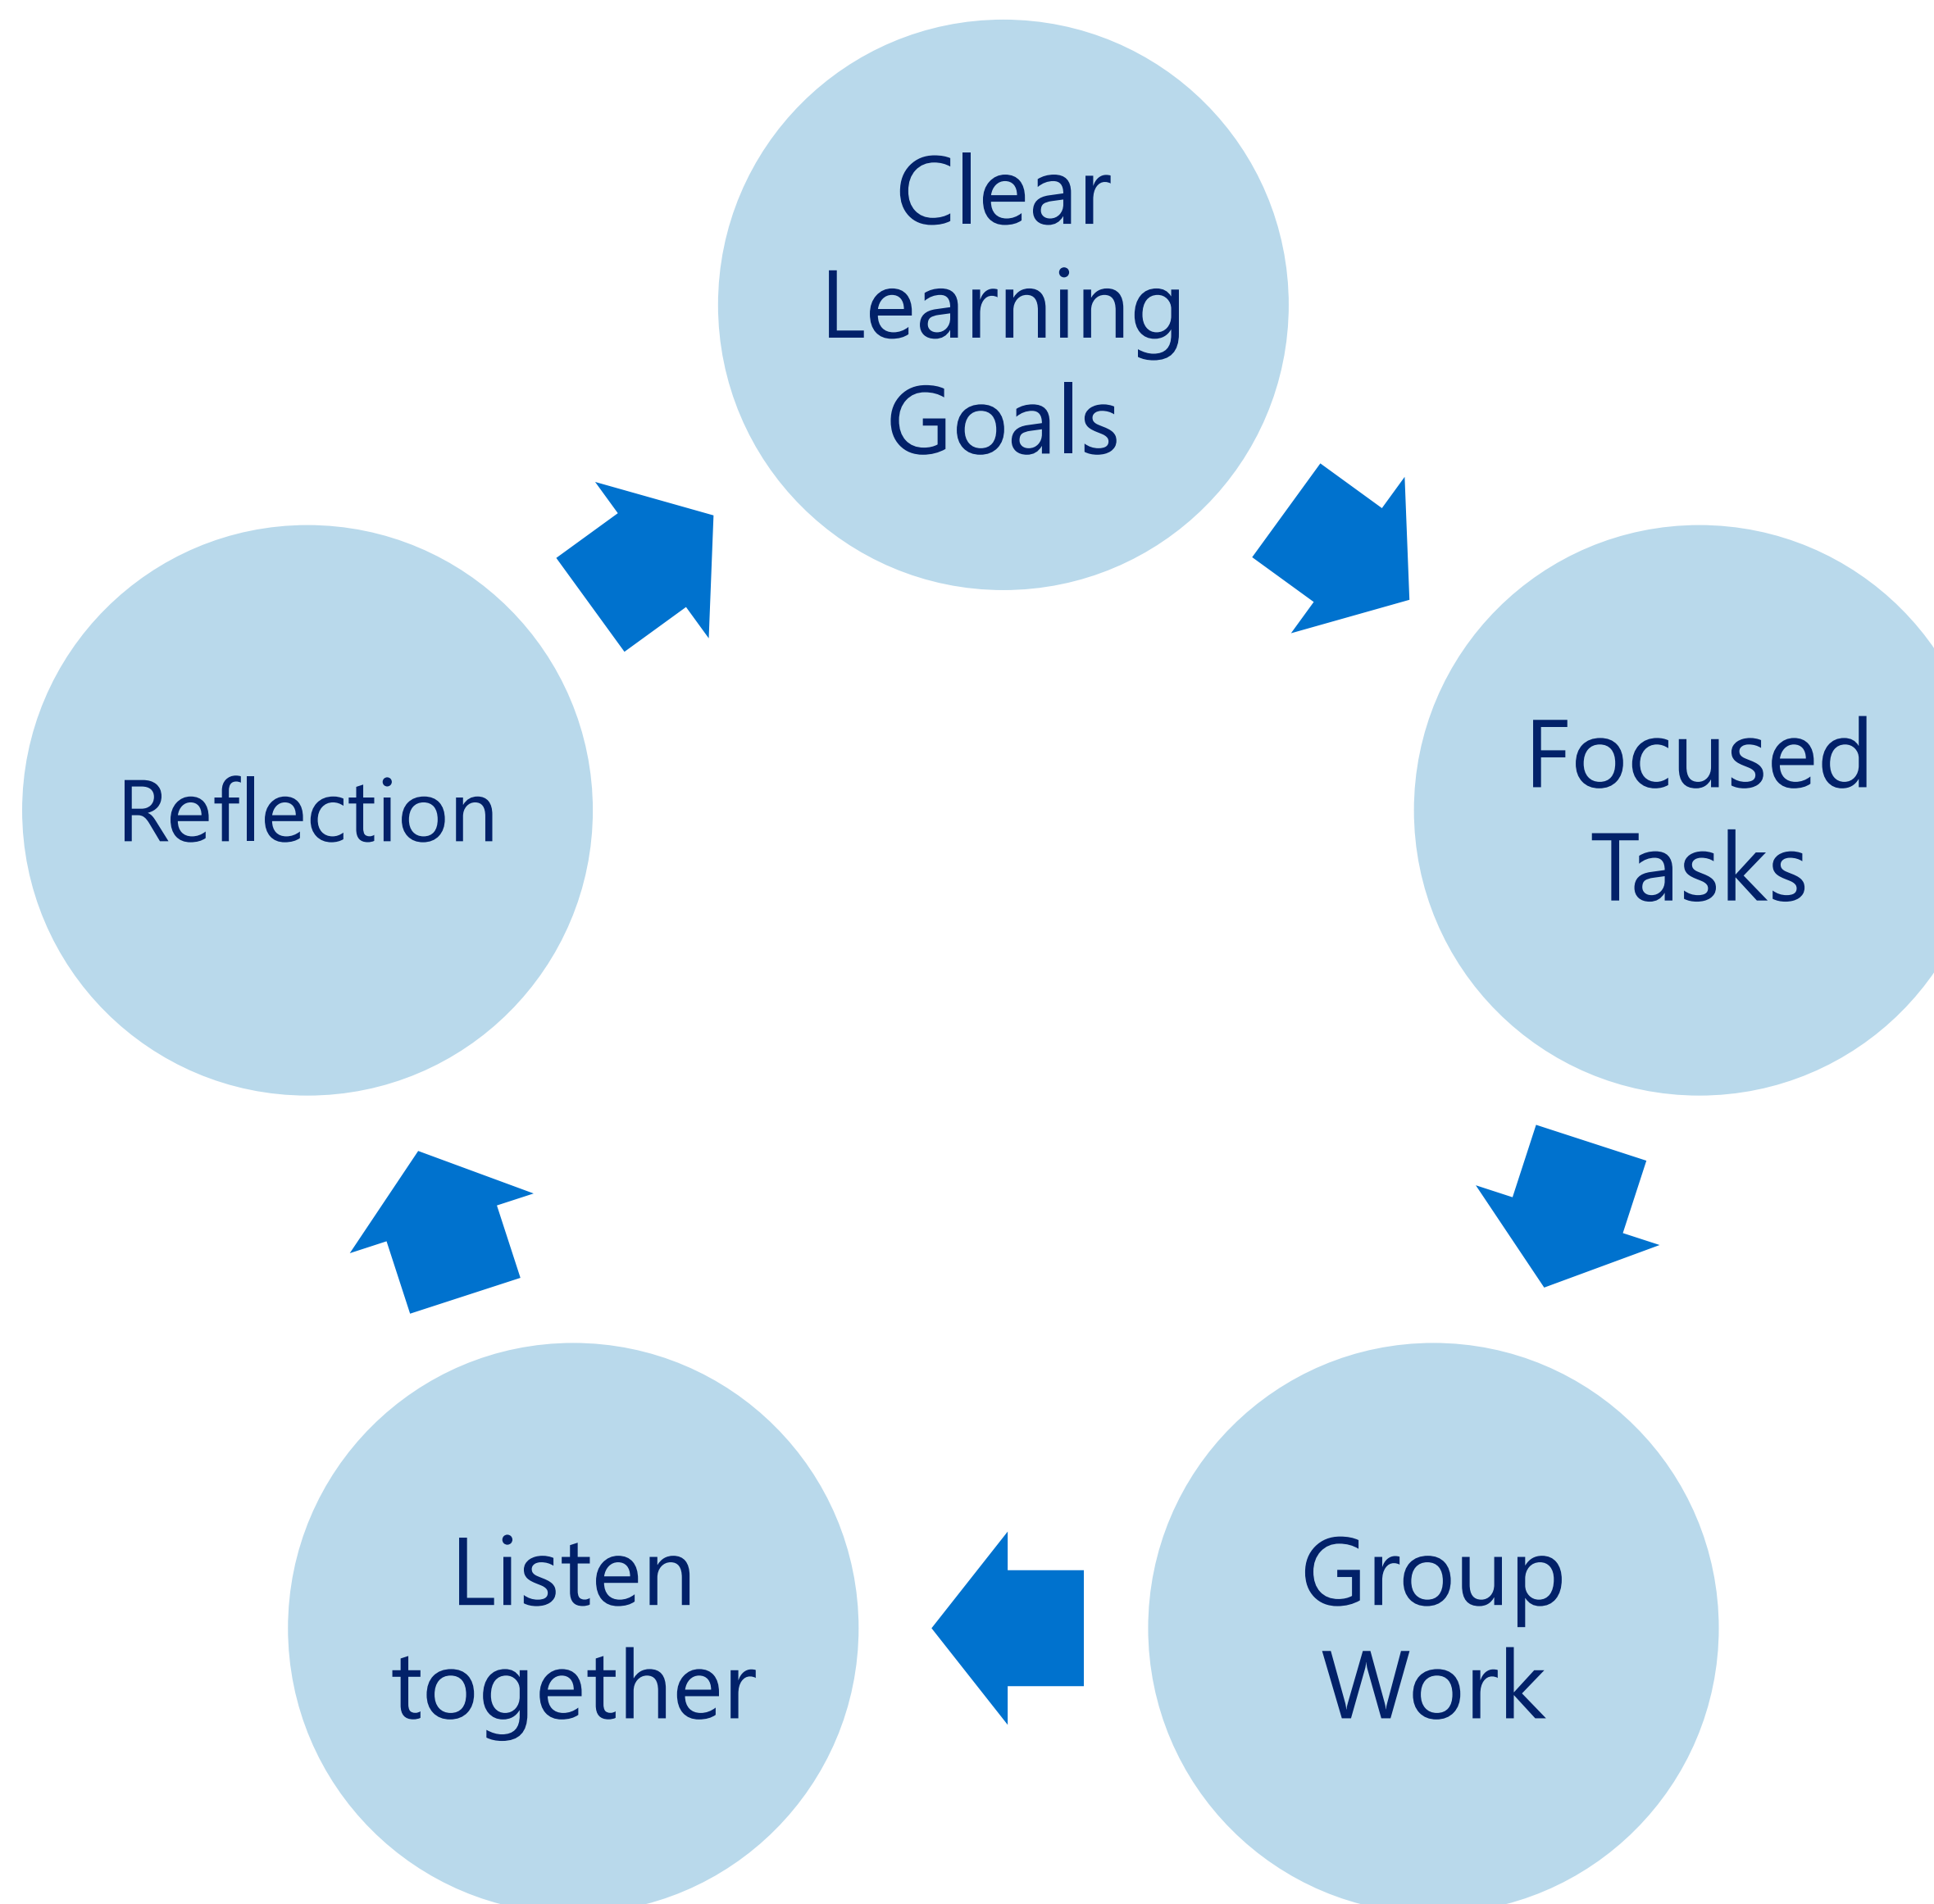 Clear
Learning
Goals
Focused
Tasks
Group
Work
Listen
together
Reflection